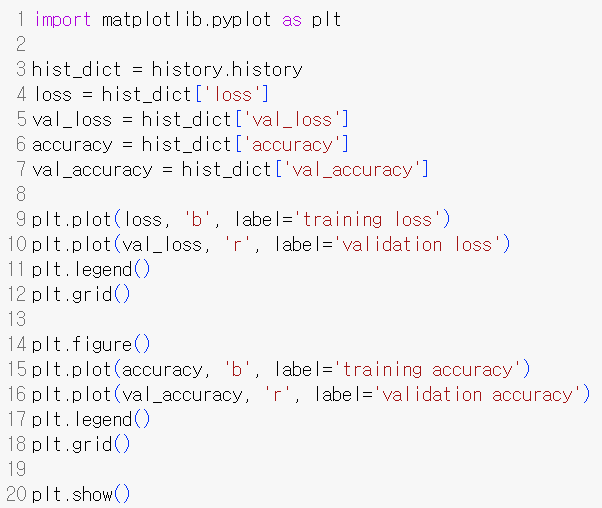 1 import matplotlib.pyplot as plt
2
3 hist_dict = history.history
4 loss = hist_dict['loss']
5 val_loss = hist_dict['val_loss']
6 accuracy = hist_dict['accuracy']
7 val_accuracy = hist_dict['val_accuracy']
8
9 plt.plot(loss, 'b', label='training loss')
10 plt.plot(val_loss, 'r', label='validation loss')
11 plt.legend()
12 plt.grid()
13
14 plt.figure()
15 plt.plot(accuracy, 'b', label='training accuracy')
16 plt.plot(val_accuracy, 'r', label='validation accuracy')
17 plt.legend()
18 plt.grid()
19
20 plt.show()